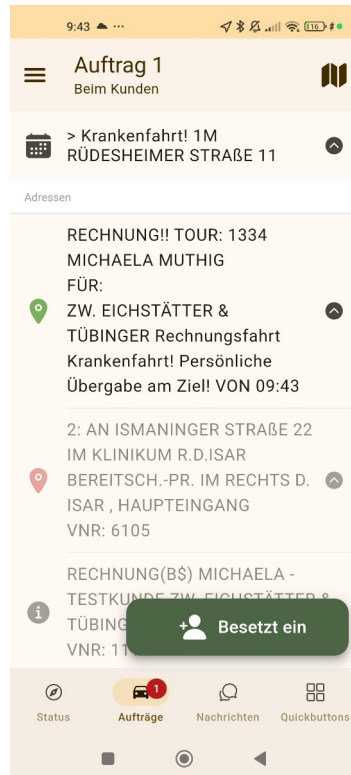 9:43
16
Auftrag 1
Beim Kunden
> Krankenfahrt! 1M
RÜDESHEIMER STRAßE 11
Adressen
RECHNUNG!! TOUR: 1334
MICHAELA MUTHIG
FÜR:
ZW. EICHSTÄTTER &
TÜBINGER Rechnungsfahrt
Krankenfahrt! Persönliche
Übergabe am Ziel! VON 09:43
2: AN ISMANINGER STRAßE 22
IM KLINIKUM R.D.ISAR
BEREITSCH.-PR. IM RECHTS D.
ISAR , HAUPTEINGANG
VNR: 6105
RECHNUNG(B$) MICHAELA -
TESTKUNDE ZW. EICHSTÄTTER &
TÜBING
VNR: 11
Besetzt ein
1
Status
Aufträge
Nachrichten
Quickbuttons